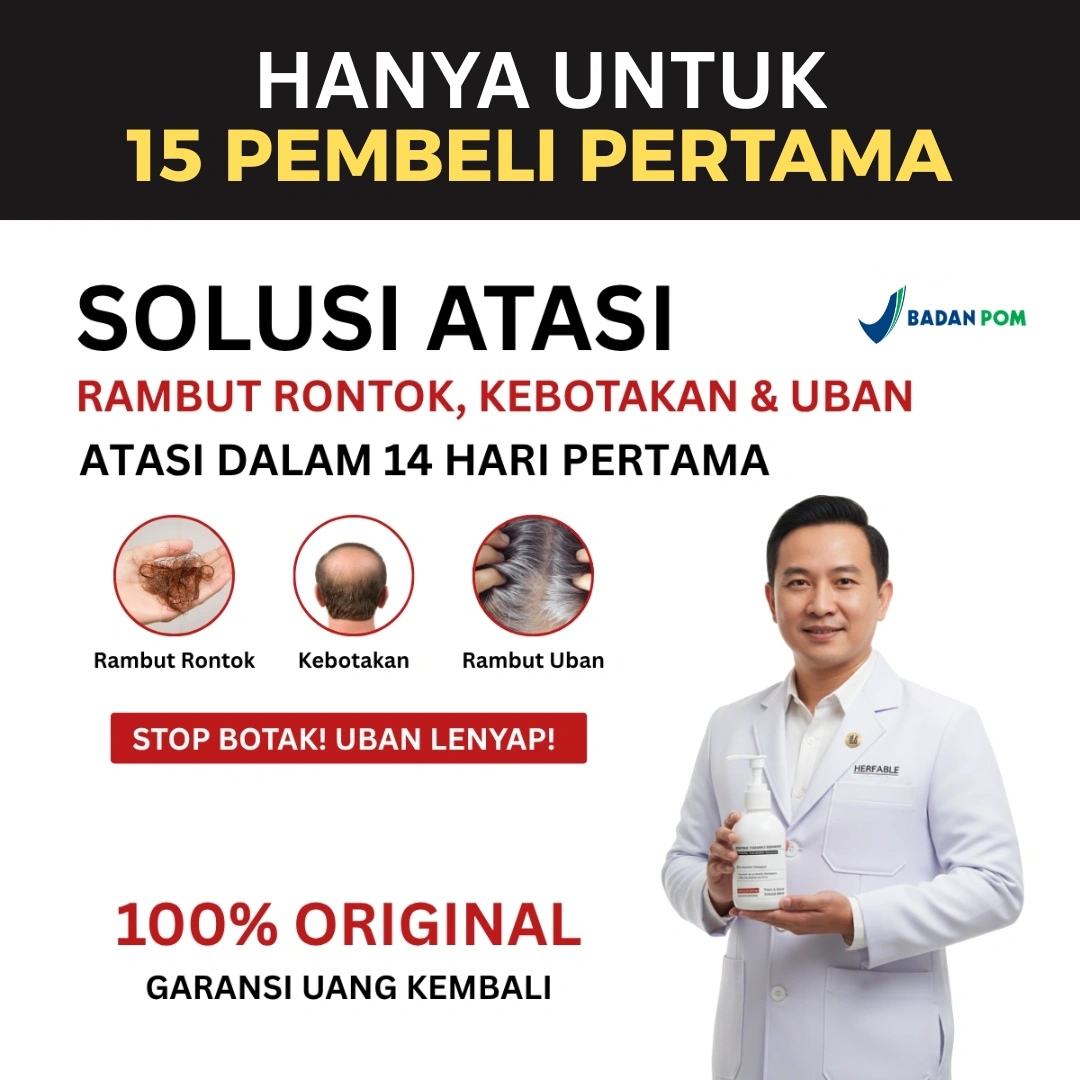 HANYA UNTUK
15 PEMBELI PERTAMA
SOLUSI ATASI
BADAN POM
RAMBUT RONTOK, KEBOTAKAN & UBAN
ATASI DALAM 14 HARI PERTAMA
Rambut Rontok
Kebotakan
Rambut Uban
STOP BOTAK! UBAN LENYAP!
HERFABLE
100% ORIGINAL
GARANSI UANG KEMBALI